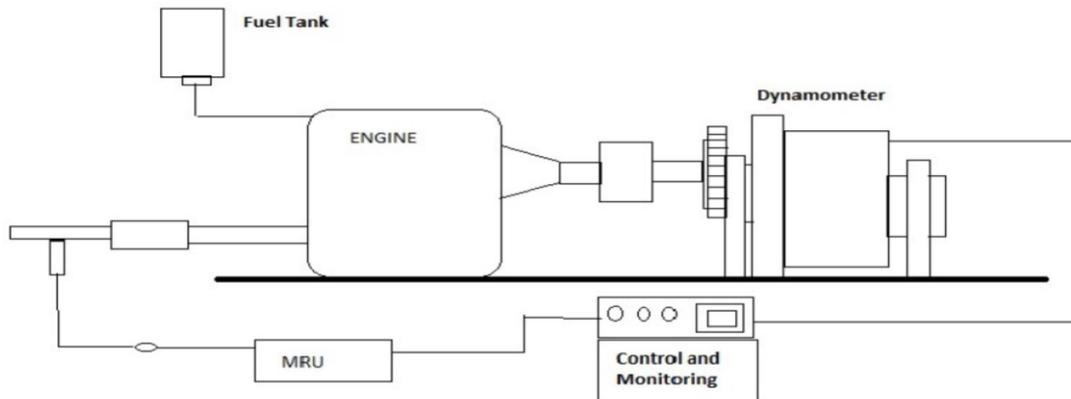 Fuel Tank
Dynamometer
ENGINE
MRU
Control and
Monitoring